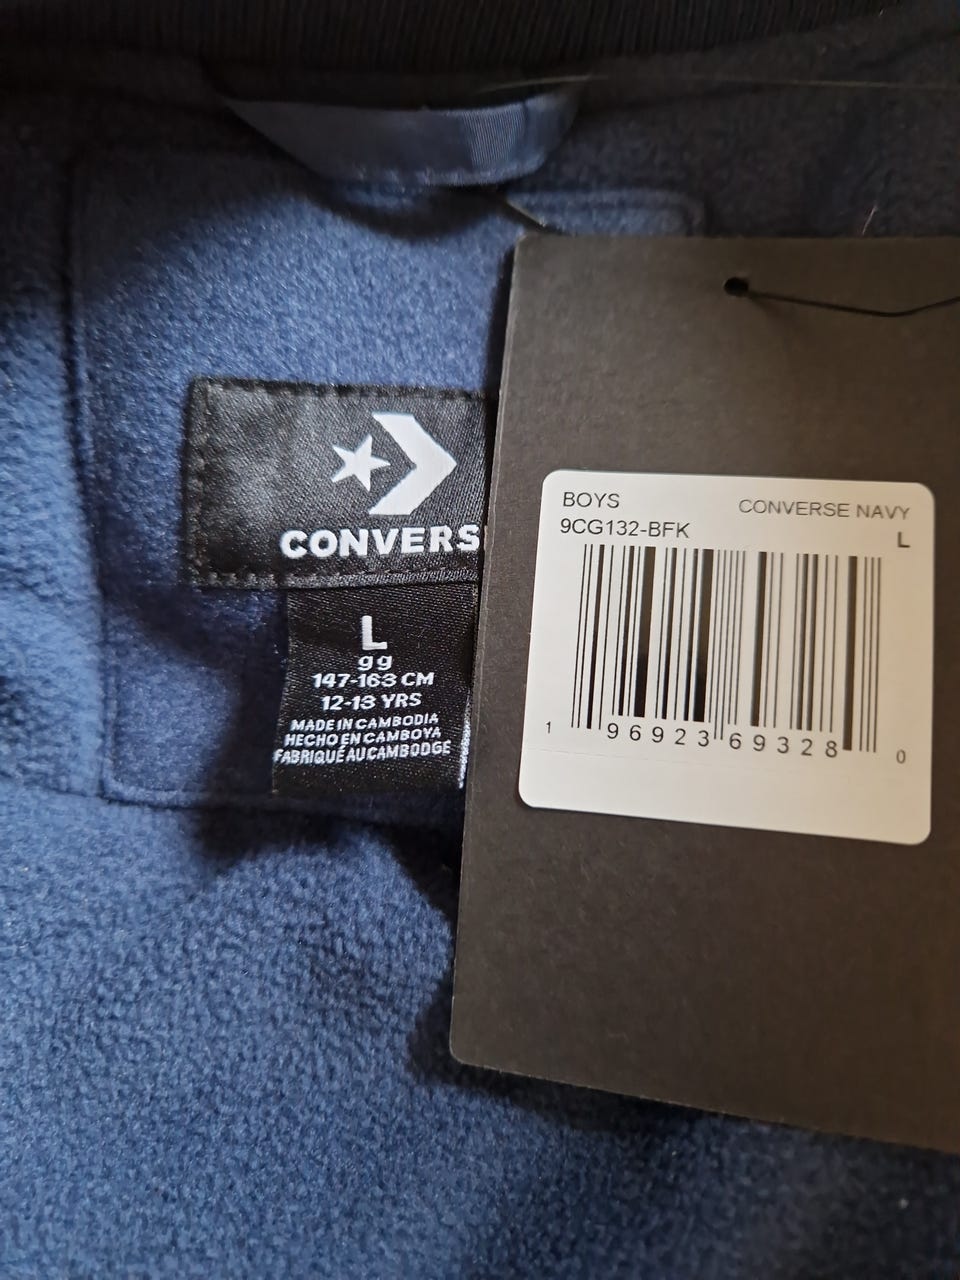 CONVERS
L
gg
147-163 CM
12-13 YRS
MADE IN CAMBODIA
HECHO EN CAMBOYA
FABRIQUÉ AU CAMBODGE
BOYS CONVERSE NAVY
9CG132-BFK L
1 96923 69328 0